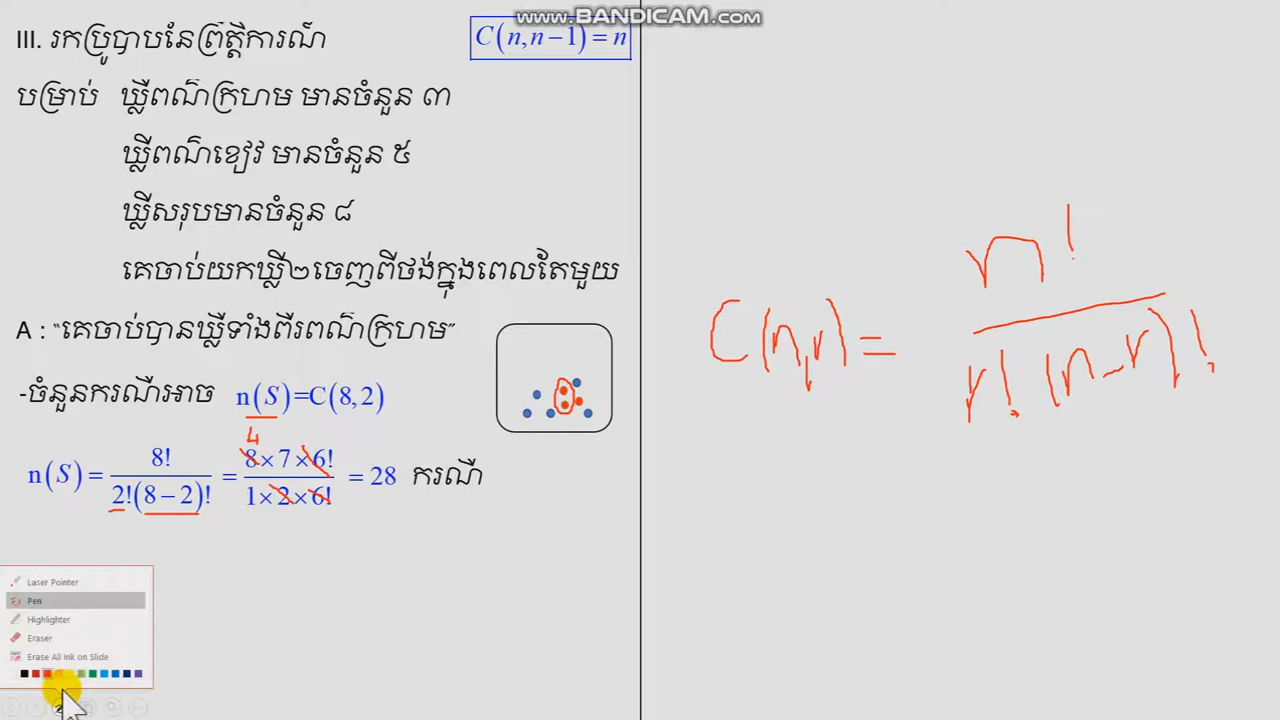 www.BANDICAM.com
III. រកប្រូបាបនៃព្រឹត្តិការណ៍
C(n,n−1)=n
បម្រាប់ ឃ្លីពណ៌ក្រហម មានចំនួន ៣
ឃ្លីពណ៌ខៀវ មានចំនួន ៥
ឃ្លីសរុបមានចំនួន ៨
គេចាប់យកឃ្លី២ចេញពីថង់ក្នុងពេលតែមួយ
A : “គេចាប់បានឃ្លីទាំងពីរពណ៌ក្រហម”
-ចំនួនករណីអាច n(S)=C(8,2)
4
n(S) = 8!/2!(8−2)! = 8×7×6!/1×2×6! = 28 ករណី
C(n,r) = n!/r!(n−r)!
Laser Pointer
Pen
Highlighter
Eraser
Erase All Ink on Slide